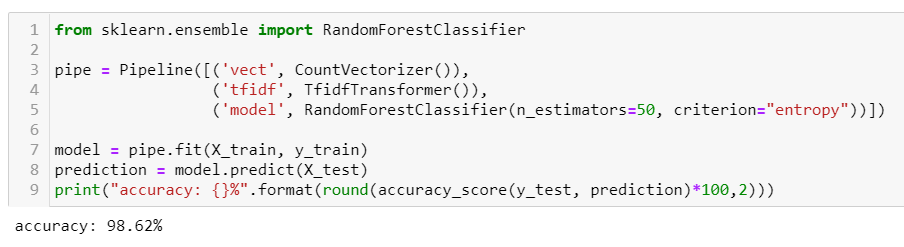 1 from sklearn.ensemble import RandomForestClassifier
2
3 pipe = Pipeline([('vect', CountVectorizer()),
4                  ('tfidf', TfidfTransformer()),
5                  ('model', RandomForestClassifier(n_estimators=50, criterion="entropy"))])
6
7 model = pipe.fit(X_train, y_train)
8 prediction = model.predict(X_test)
9 print("accuracy: {}%".format(round(accuracy_score(y_test, prediction)*100,2)))
accuracy: 98.62%